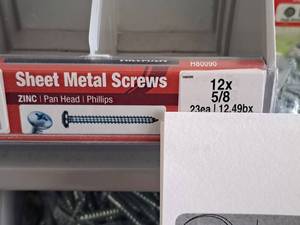 H80090
Sheet Metal Screws
ZINC | Pan Head | Phillips
12x
5/8
23ea | 12.49bx